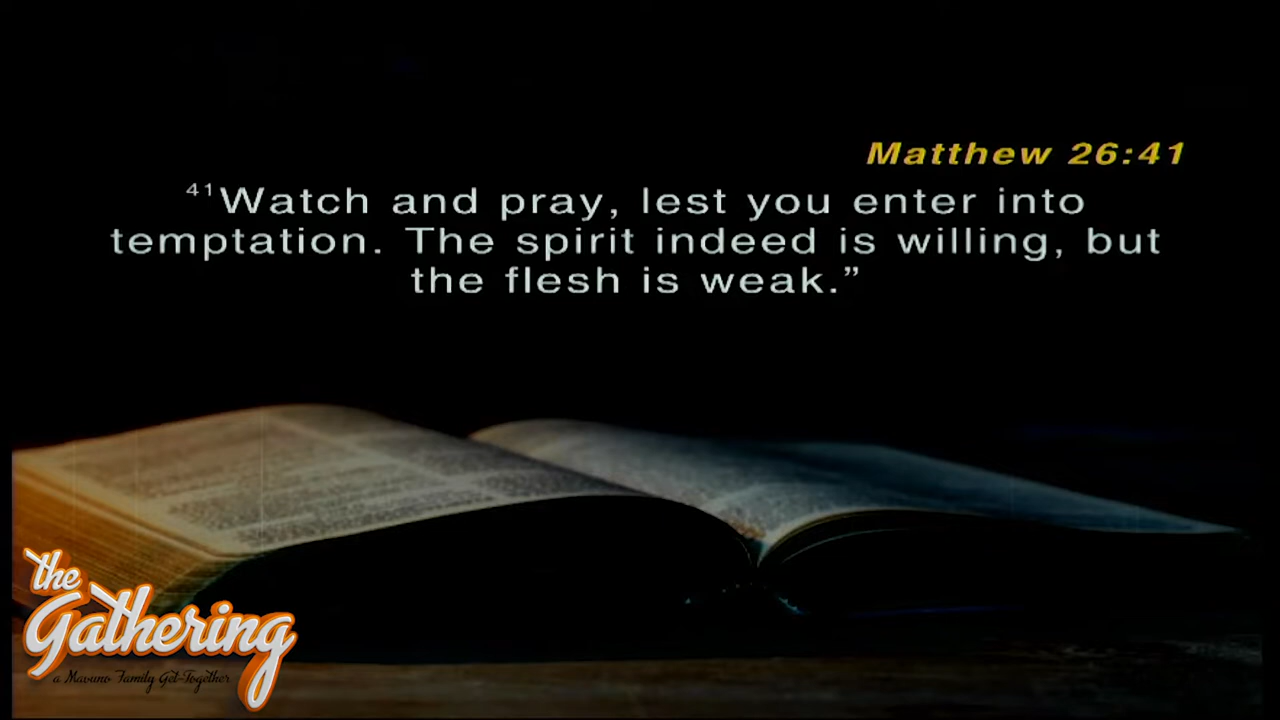 Matthew 26:41
⁴¹Watch and pray, lest you enter into
temptation. The spirit indeed is willing, but
the flesh is weak.”
the
Gathering
a Mavuno Family Get-Together